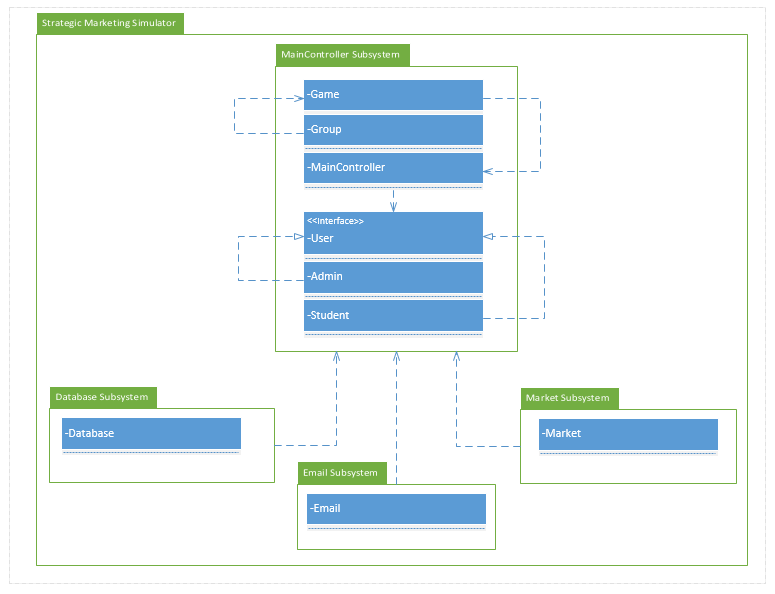 Strategic Marketing Simulator
MainController Subsystem
-Game
-Group
-MainController
<<Interface>>
-User
-Admin
-Student
Database Subsystem
-Database
Market Subsystem
-Market
Email Subsystem
-Email